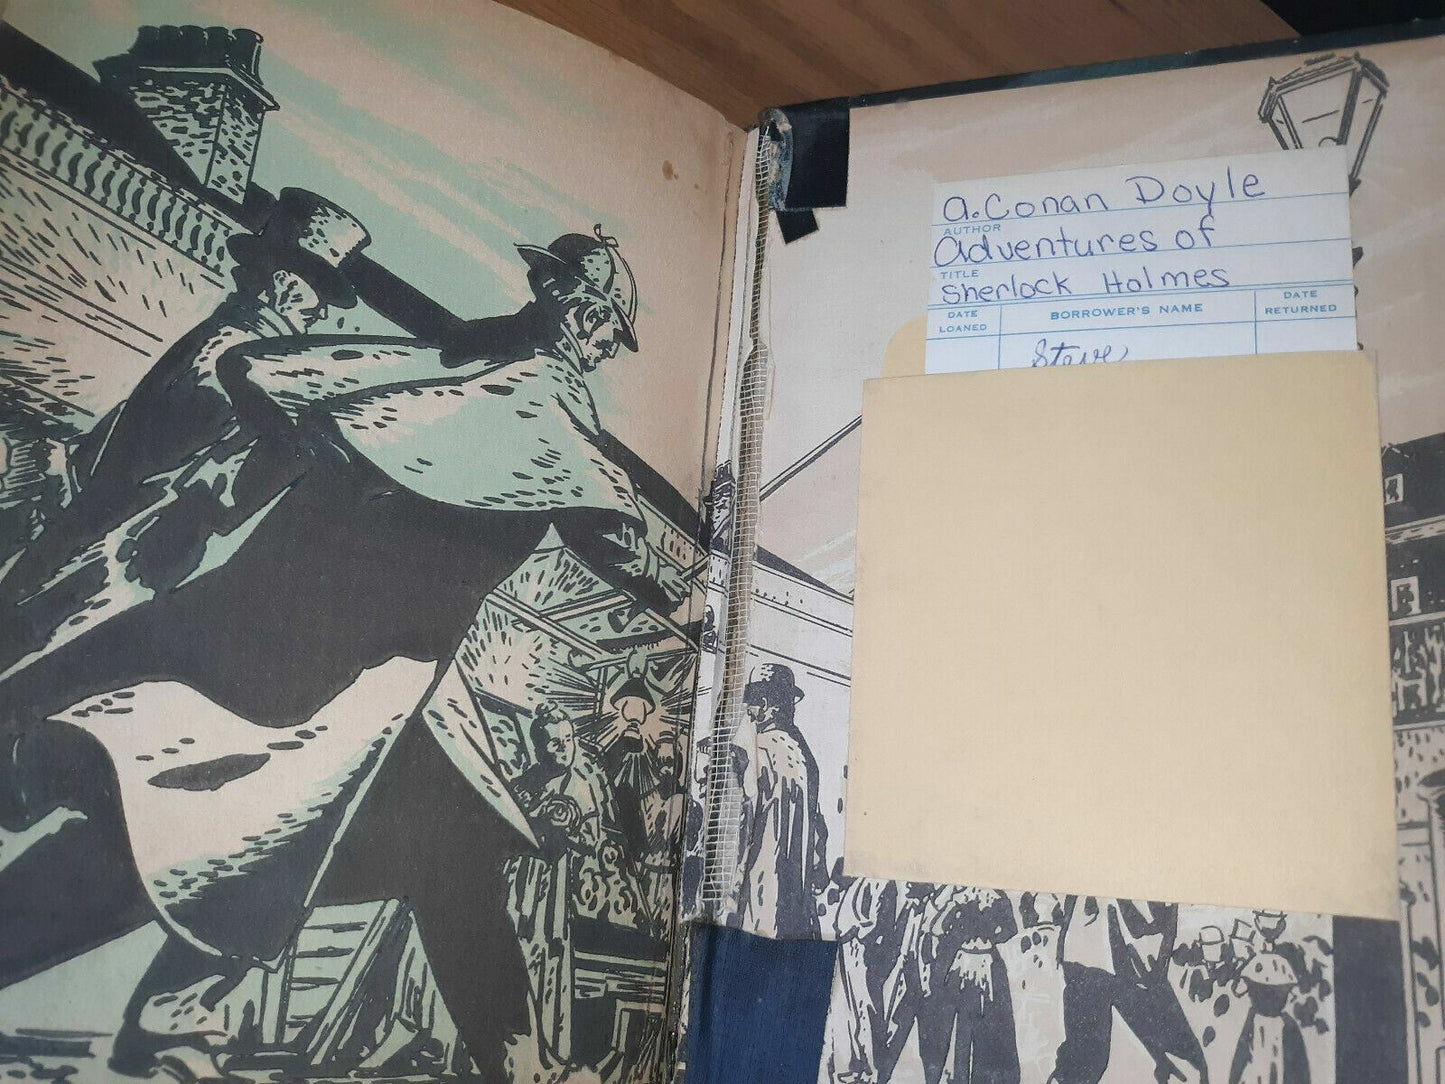 a. Conan Doyle
AUTHOR
adventures of
TITLE
Sherlock Holmes
DATE LOANED
BORROWER'S NAME
DATE RETURNED
Steve